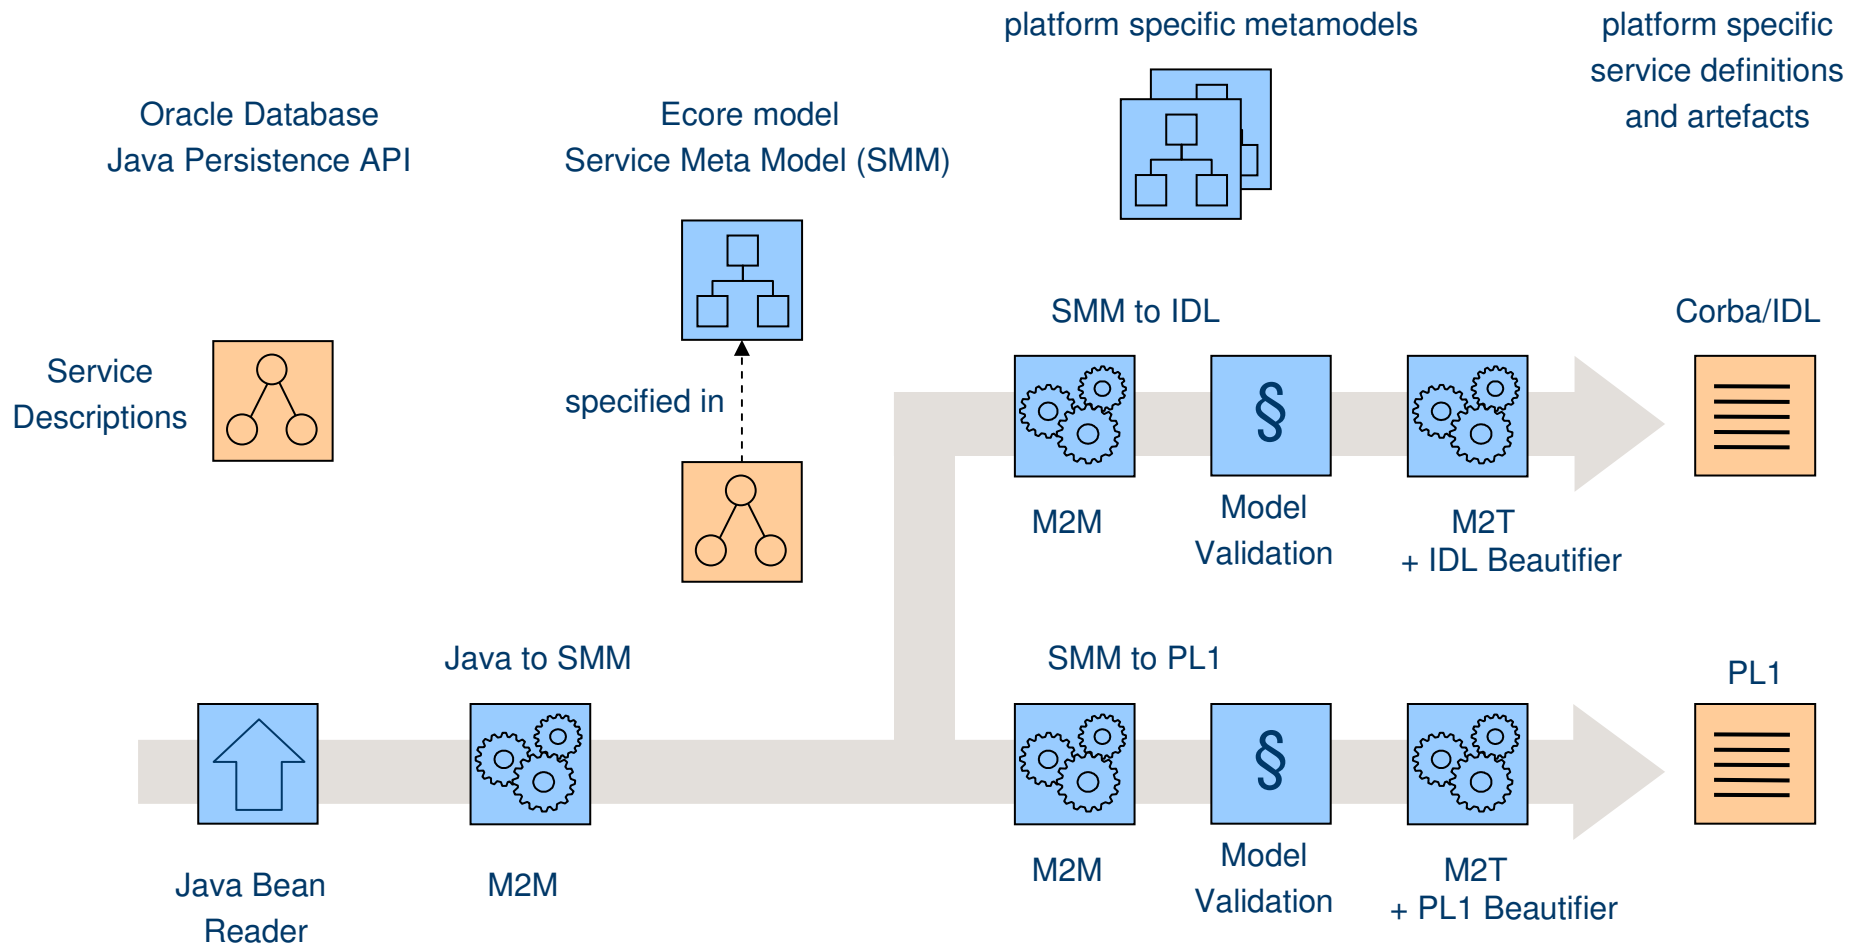 platform specific metamodels
platform specific
service definitions
and artefacts
Oracle Database
Java Persistence API
Ecore model
Service Meta Model (SMM)
Service
Descriptions
specified in
SMM to IDL
Corba/IDL
M2M
Model
Validation
M2T
+ IDL Beautifier
Java to SMM
SMM to PL1
PL1
§
§
Java Bean
Reader
M2M
M2M
Model
Validation
M2T
+ PL1 Beautifier